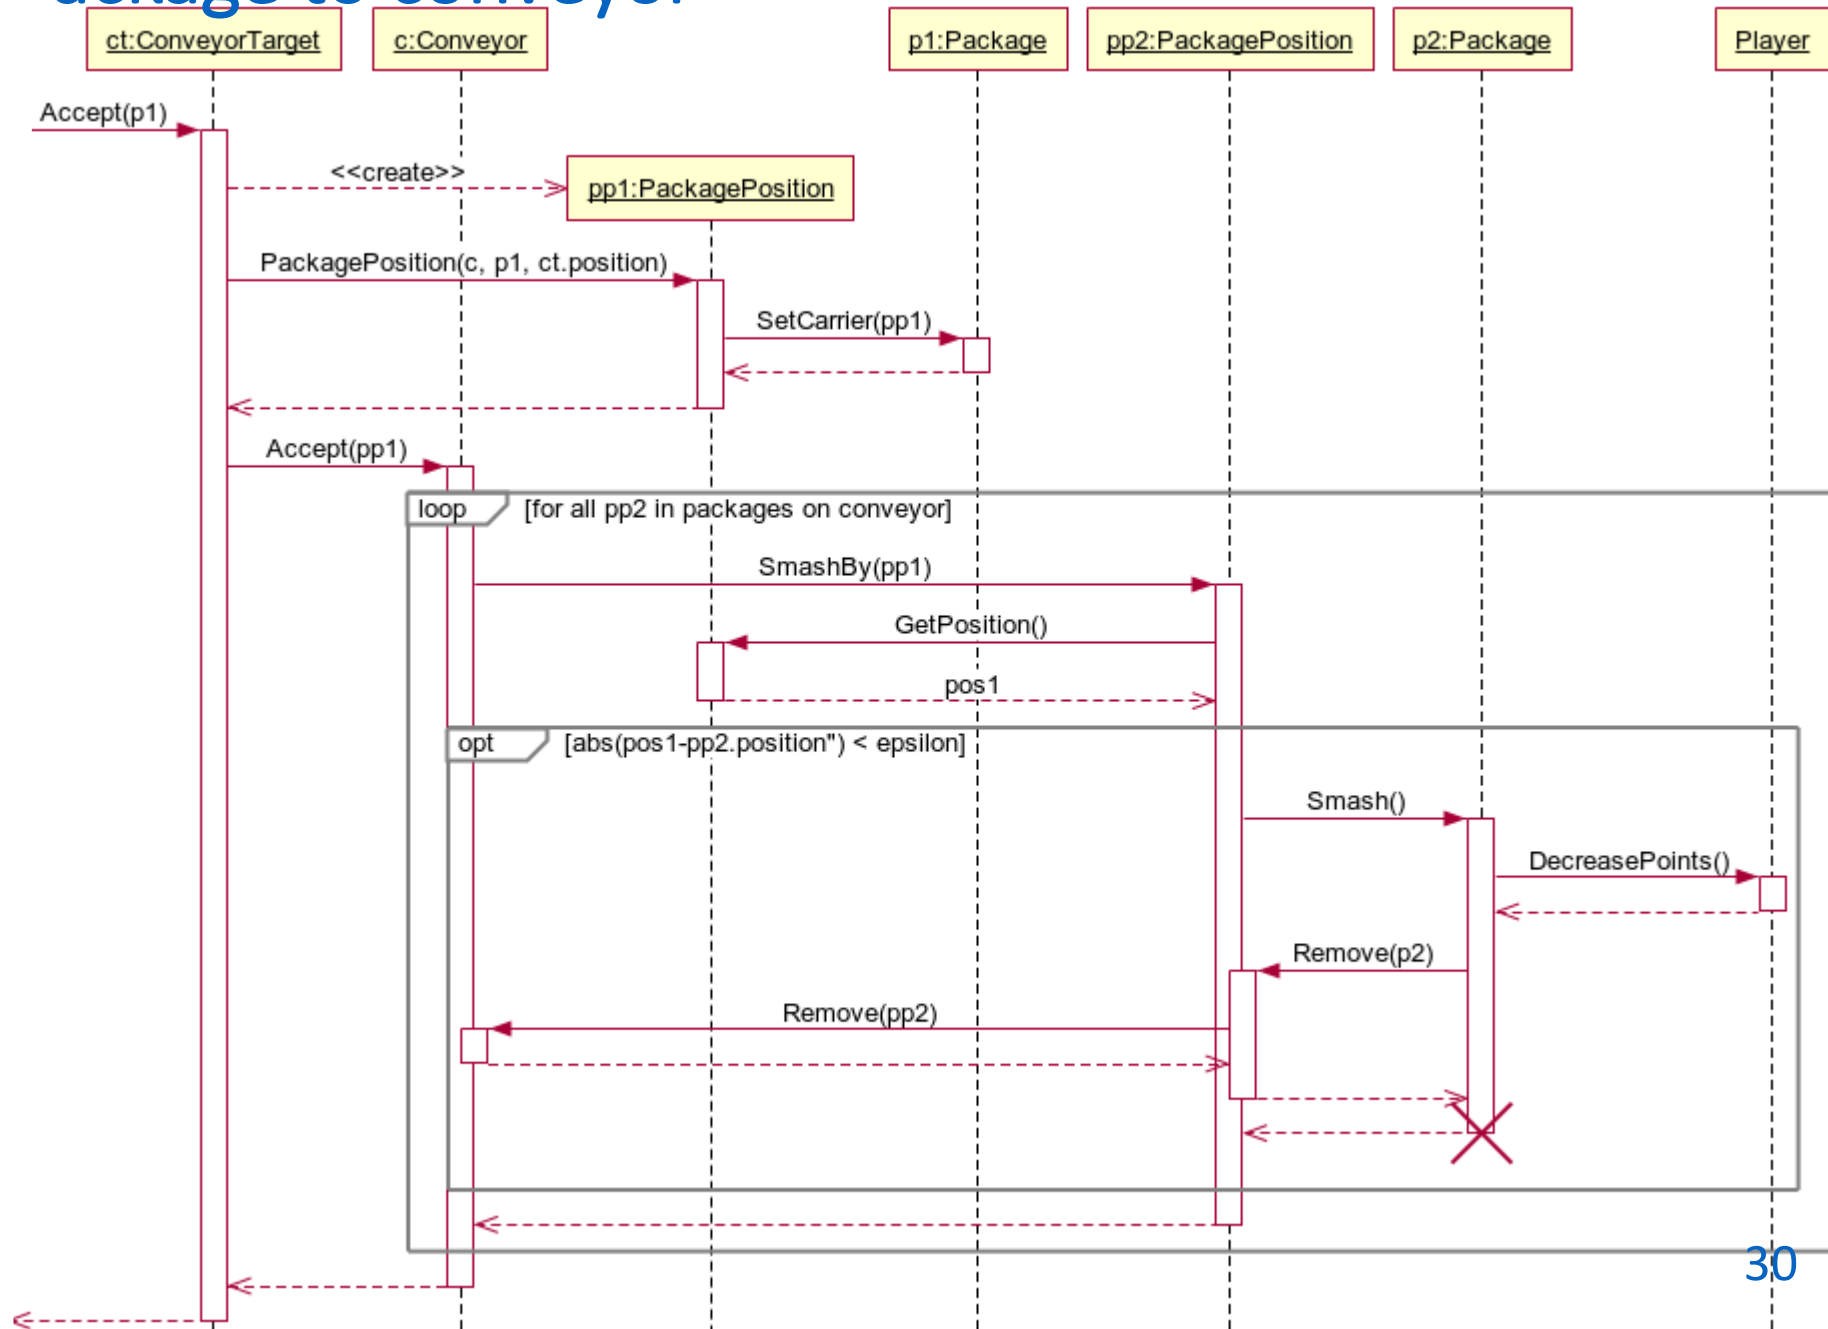 to conveyor
ct:ConveyorTarget
c:Conveyor
p1:Package
pp2:PackagePosition
p2:Package
Player
Accept(p1)
<<create>>
pp1:PackagePosition
PackagePosition(c, p1, ct.position)
SetCarrier(pp1)
Accept(pp1)
loop
[for all pp2 in packages on conveyor]
SmashBy(pp1)
GetPosition()
pos1
opt
[abs(pos1-pp2.position") < epsilon]
Smash()
DecreasePoints()
Remove(p2)
Remove(pp2)
30